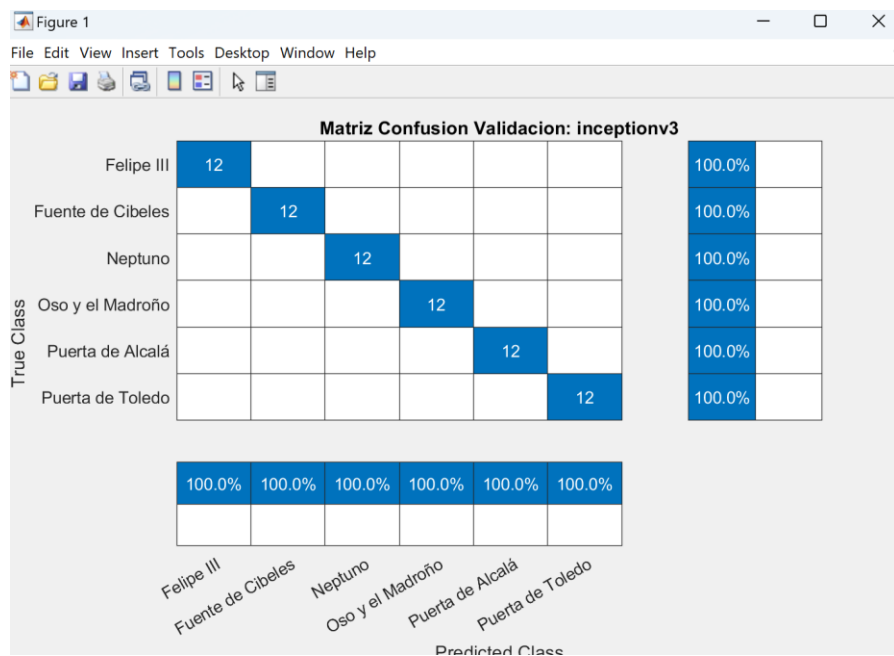 Figure 1
File Edit View Insert Tools Desktop Window Help
Matriz Confusion Validacion: inceptionv3
True Class
Felipe III 12 100.0%
Fuente de Cibeles 12 100.0%
Neptuno 12 100.0%
Oso y el Madroño 12 100.0%
Puerta de Alcalá 12 100.0%
Puerta de Toledo 12 100.0%
100.0% 100.0% 100.0% 100.0% 100.0% 100.0%
Felipe III
Fuente de Cibeles
Neptuno
Oso y el Madroño
Puerta de Alcalá
Puerta de Toledo
Predicted Class